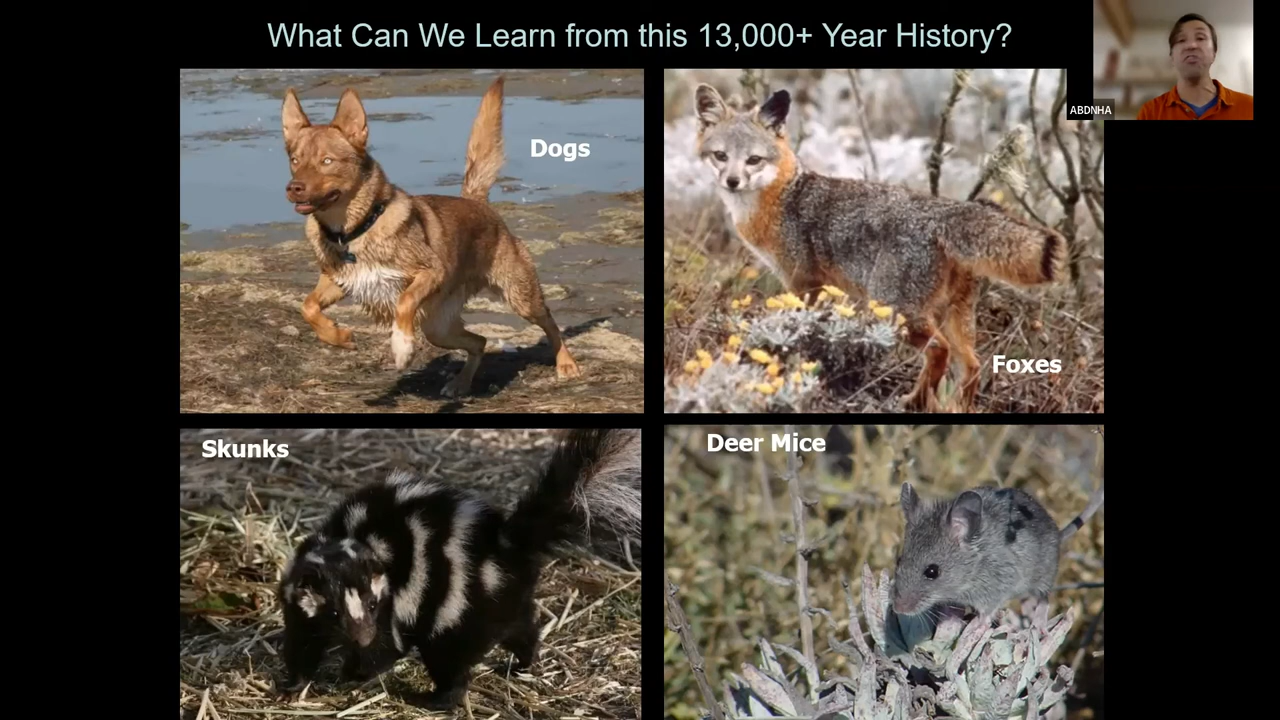 What Can We Learn from this 13,000+ Year History?
ABDNHA
Dogs
Foxes
Skunks
Deer Mice